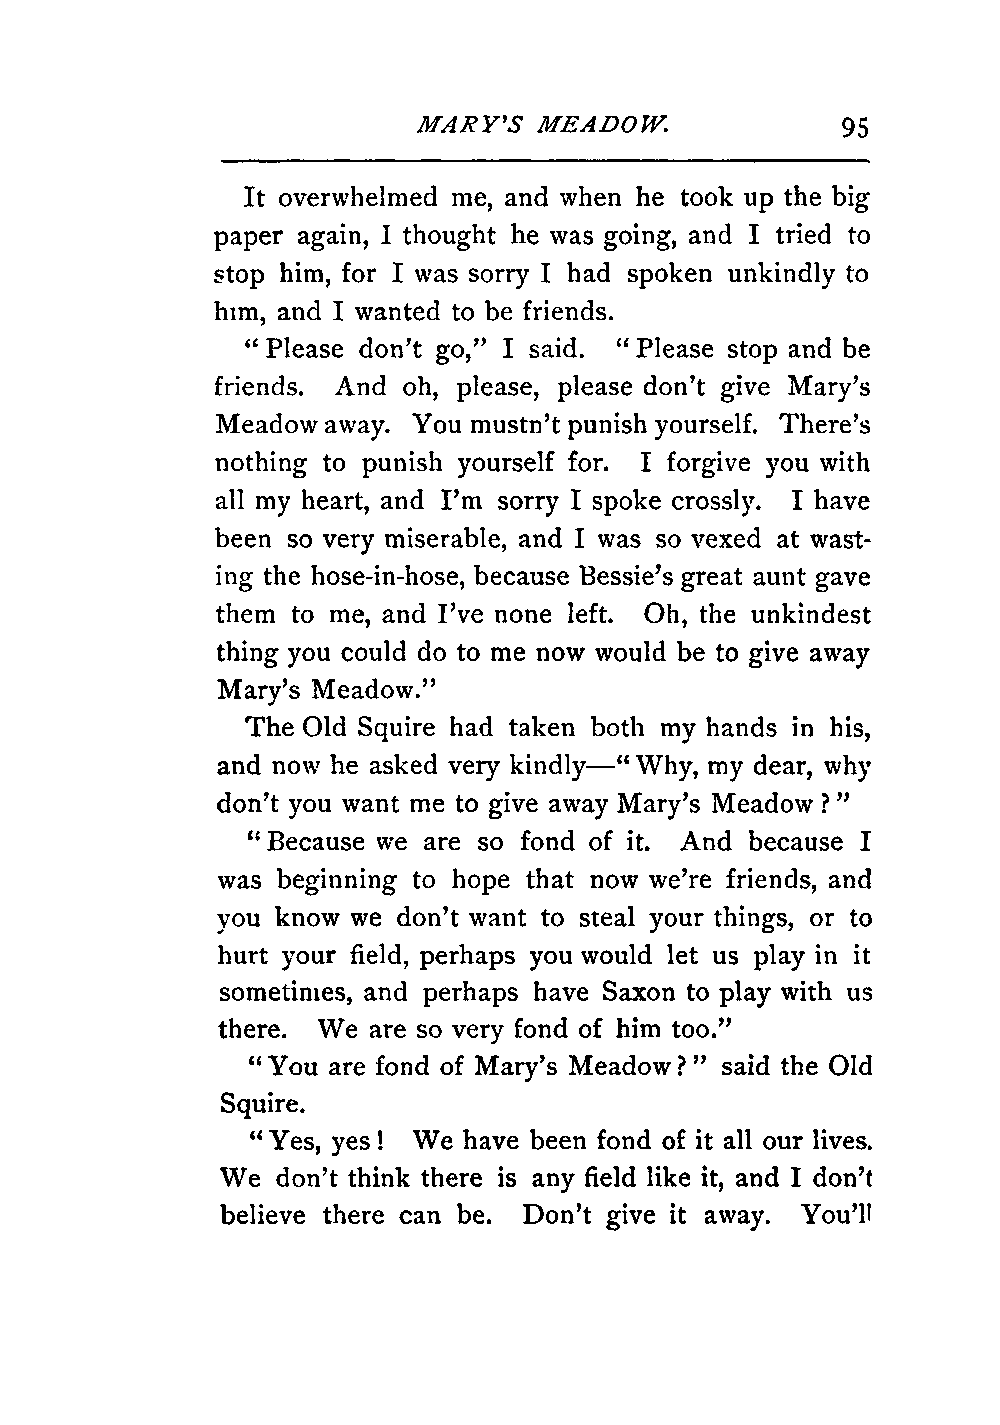 MARY'S MEADOW. 95
It overwhelmed me, and when he took up the big
paper again, I thought he was going, and I tried to
stop him, for I was sorry I had spoken unkindly to
him, and I wanted to be friends.
“Please don't go,” I said. “Please stop and be
friends. And oh, please, please don't give Mary's
Meadow away. You mustn't punish yourself. There's
nothing to punish yourself for. I forgive you with
all my heart, and I'm sorry I spoke crossly. I have
been so very miserable, and I was so vexed at wast-
ing the hose-in-hose, because Bessie's great aunt gave
them to me, and I've none left. Oh, the unkindest
thing you could do to me now would be to give away
Mary's Meadow.”
The Old Squire had taken both my hands in his,
and now he asked very kindly—“Why, my dear, why
don't you want me to give away Mary's Meadow?”
“Because we are so fond of it. And because I
was beginning to hope that now we're friends, and
you know we don't want to steal your things, or to
hurt your field, perhaps you would let us play in it
sometimes, and perhaps have Saxon to play with us
there. We are so very fond of him too.”
“You are fond of Mary's Meadow?” said the Old
Squire.
“Yes, yes! We have been fond of it all our lives.
We don't think there is any field like it, and I don't
believe there can be. Don't give it away. You'll